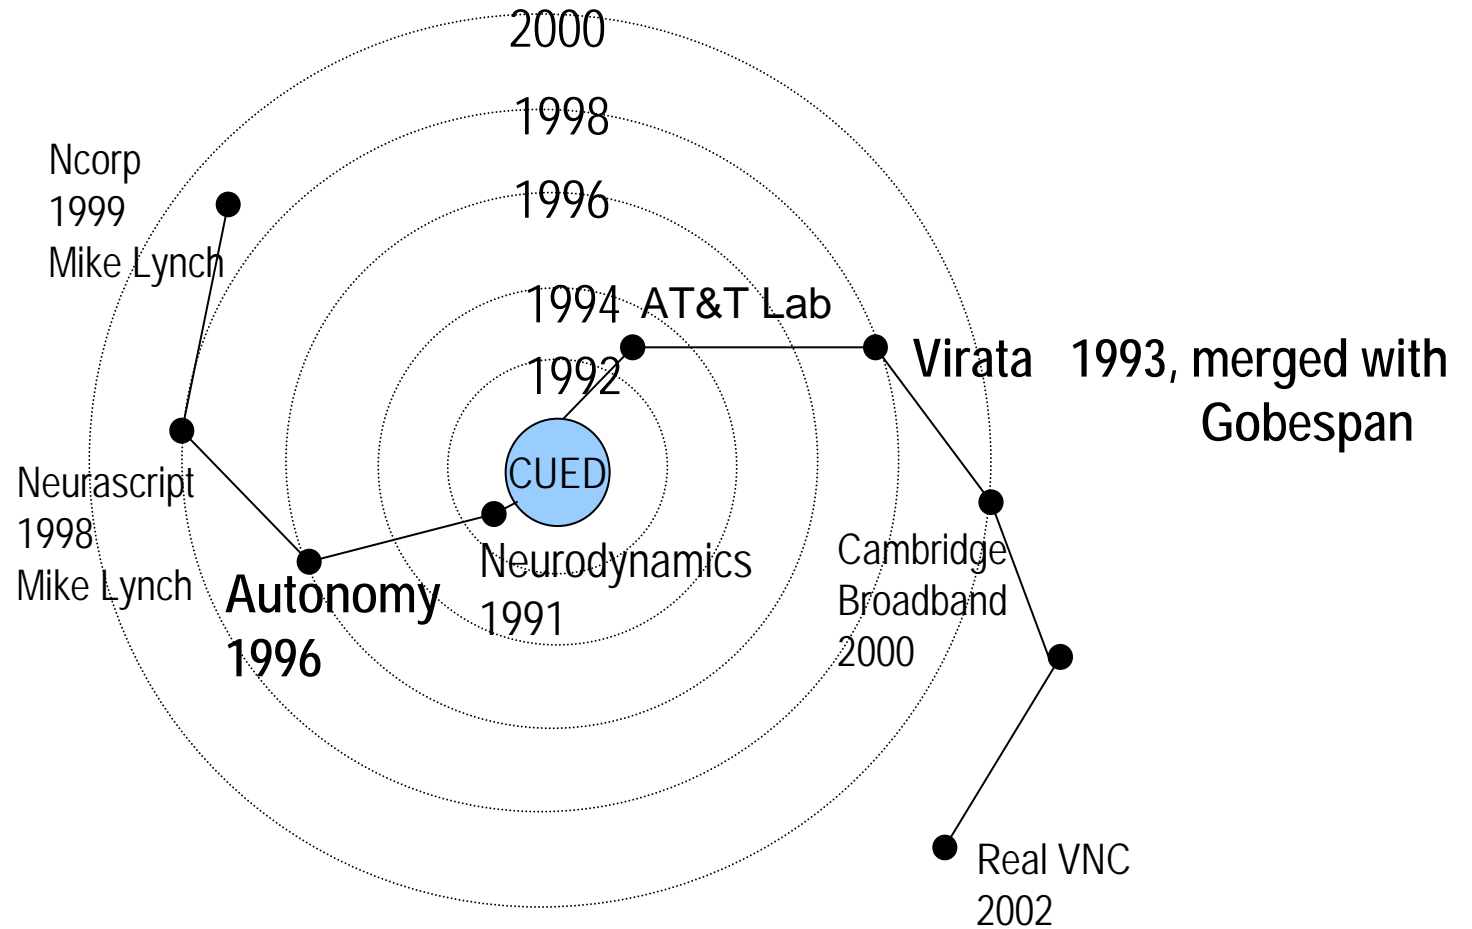 2000
1998
1996
1994
1992
Ncorp
1999
Mike Lynch
AT&T Lab
Virata 1993, merged with
Gobespan
CUED
Neurascript
1998
Mike Lynch
Autonomy
1996
Neurodynamics
1991
Cambridge
Broadband
2000
Real VNC
2002